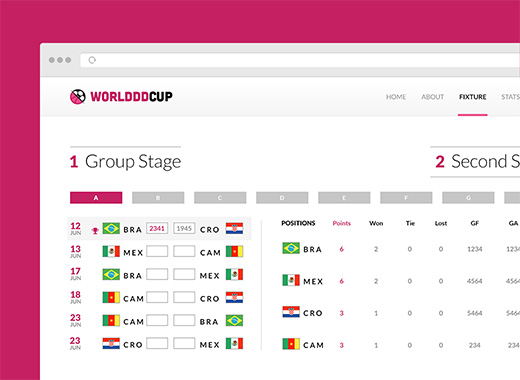 WORLDDDCUP
HOME ABOUT FIXTURE STATS
1 Group Stage
2 Second S
A B C D E F G
12 JUN BRA 2341 1945 CRO
13 JUN MEX CAM
17 JUN BRA MEX
18 JUN CAM CRO
23 JUN CAM BRA
23 JUN CRO MEX
POSITIONS Points Won Tie Lost GF GA
BRA 6 2 0 0 1234 1234
MEX 6 2 0 0 4564 4564
CRO 3 1 0 0 5464 5464
CAM 3 1 0 0 234 234